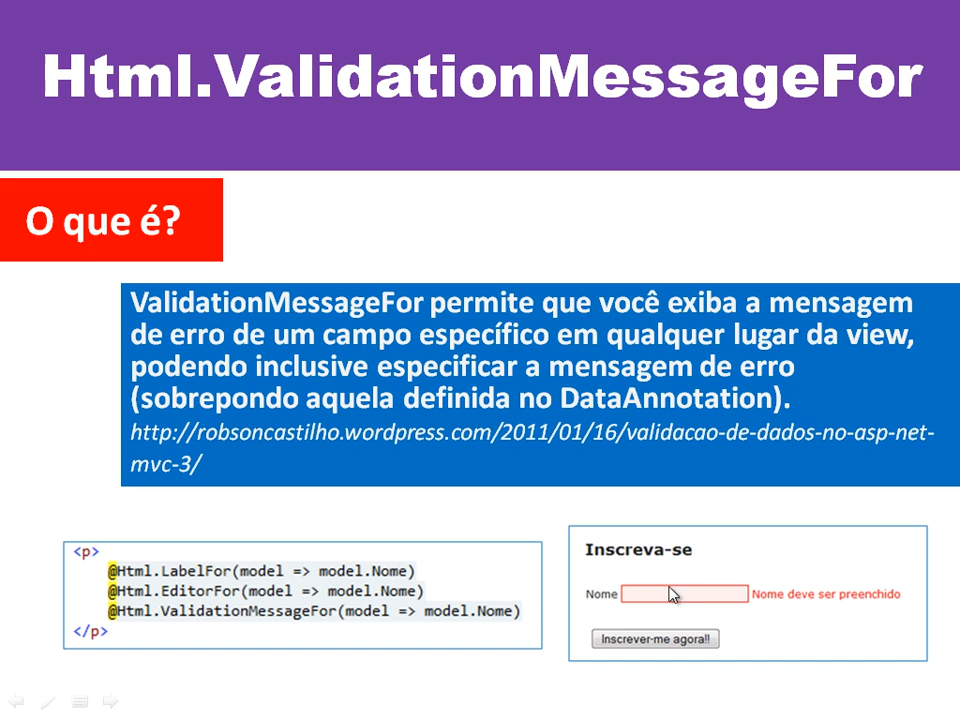 Html.ValidationMessageFor
O que é?
ValidationMessageFor permite que você exiba a mensagem
de erro de um campo específico em qualquer lugar da view,
podendo inclusive especificar a mensagem de erro
(sobrepondo aquela definida no DataAnnotation).
http://robsoncastilho.wordpress.com/2011/01/16/validacao-de-dados-no-asp-net-
mvc-3/
<p>
@Html.LabelFor(model => model.Nome)
@Html.EditorFor(model => model.Nome)
@Html.ValidationMessageFor(model => model.Nome)
</p>
Inscreva-se
Nome Nome deve ser preenchido
Inscrever-me agora!!